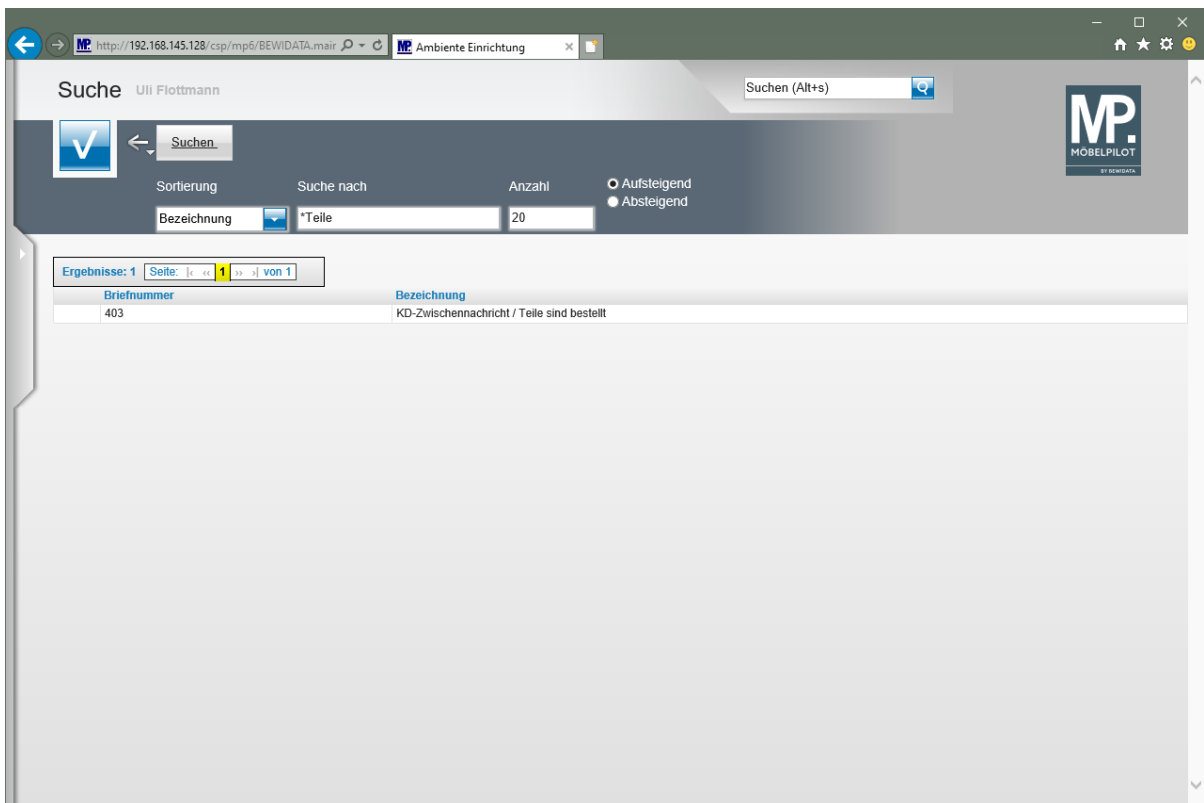 http://192.168.145.128/csp/mp6/BEWIDATA.mair
MP. Ambiente Einrichtung
Suche Uli Flottmann
Suchen (Alt+s)
MP.
MÖBELPILOT
BY BEWIDATA
Suchen
Sortierung Suche nach Anzahl
Aufsteigend
Absteigend
Bezeichnung *Teile 20
Ergebnisse: 1 Seite: |‹ ‹‹ 1 ›› ›| von 1
Briefnummer Bezeichnung
403 KD-Zwischennachricht / Teile sind bestellt